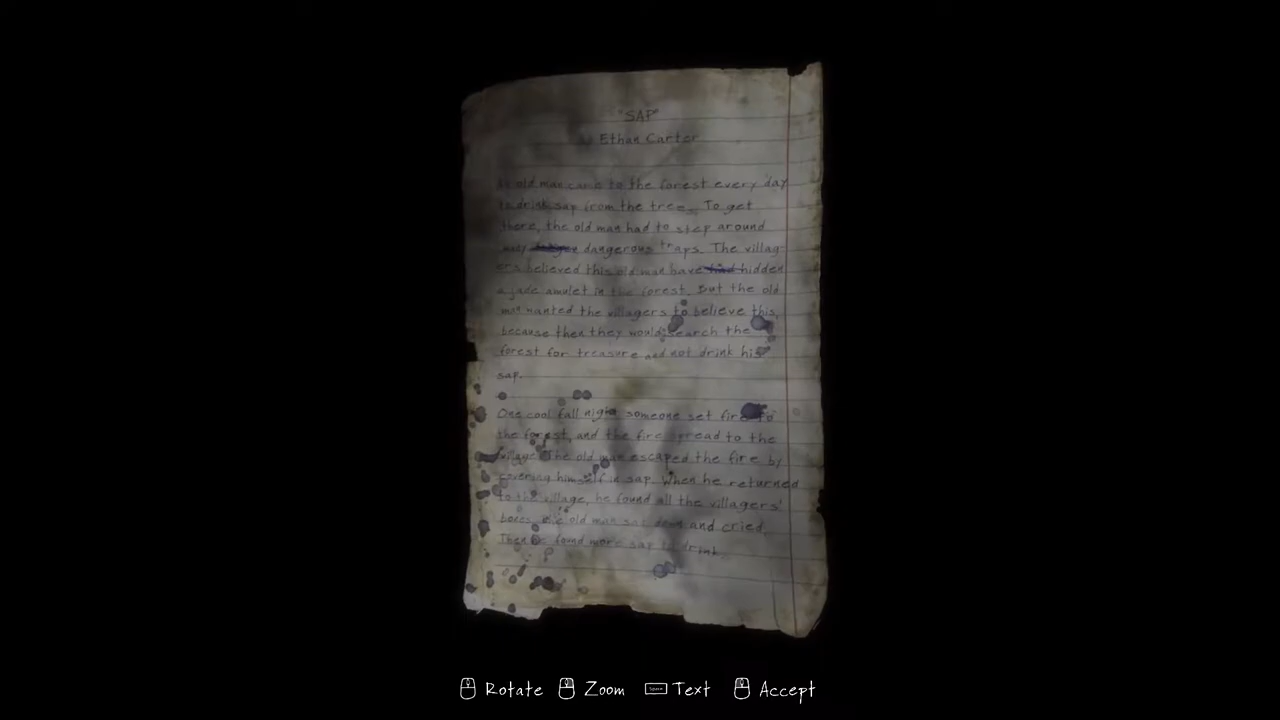 "SAP"
by Ethan Carter
An old man came to the forest every day
to drink sap from the tree. To get
there, the old man had to step around
many dangerous traps. The villag-
ers believed this old man have had hidden
a jade amulet in the forest. But the old
man wanted the villagers to believe this,
because then they would search the
forest for treasure and not drink his
sap.
One cool fall night someone set fire to
the forest, and the fire spread to the
village. The old man escaped the fire by
covering himself in sap. When he returned
to the village, he found all the villagers'
bones. The old man sat down and cried.
Then he found more sap to drink.
Rotate Zoom Space Text Accept